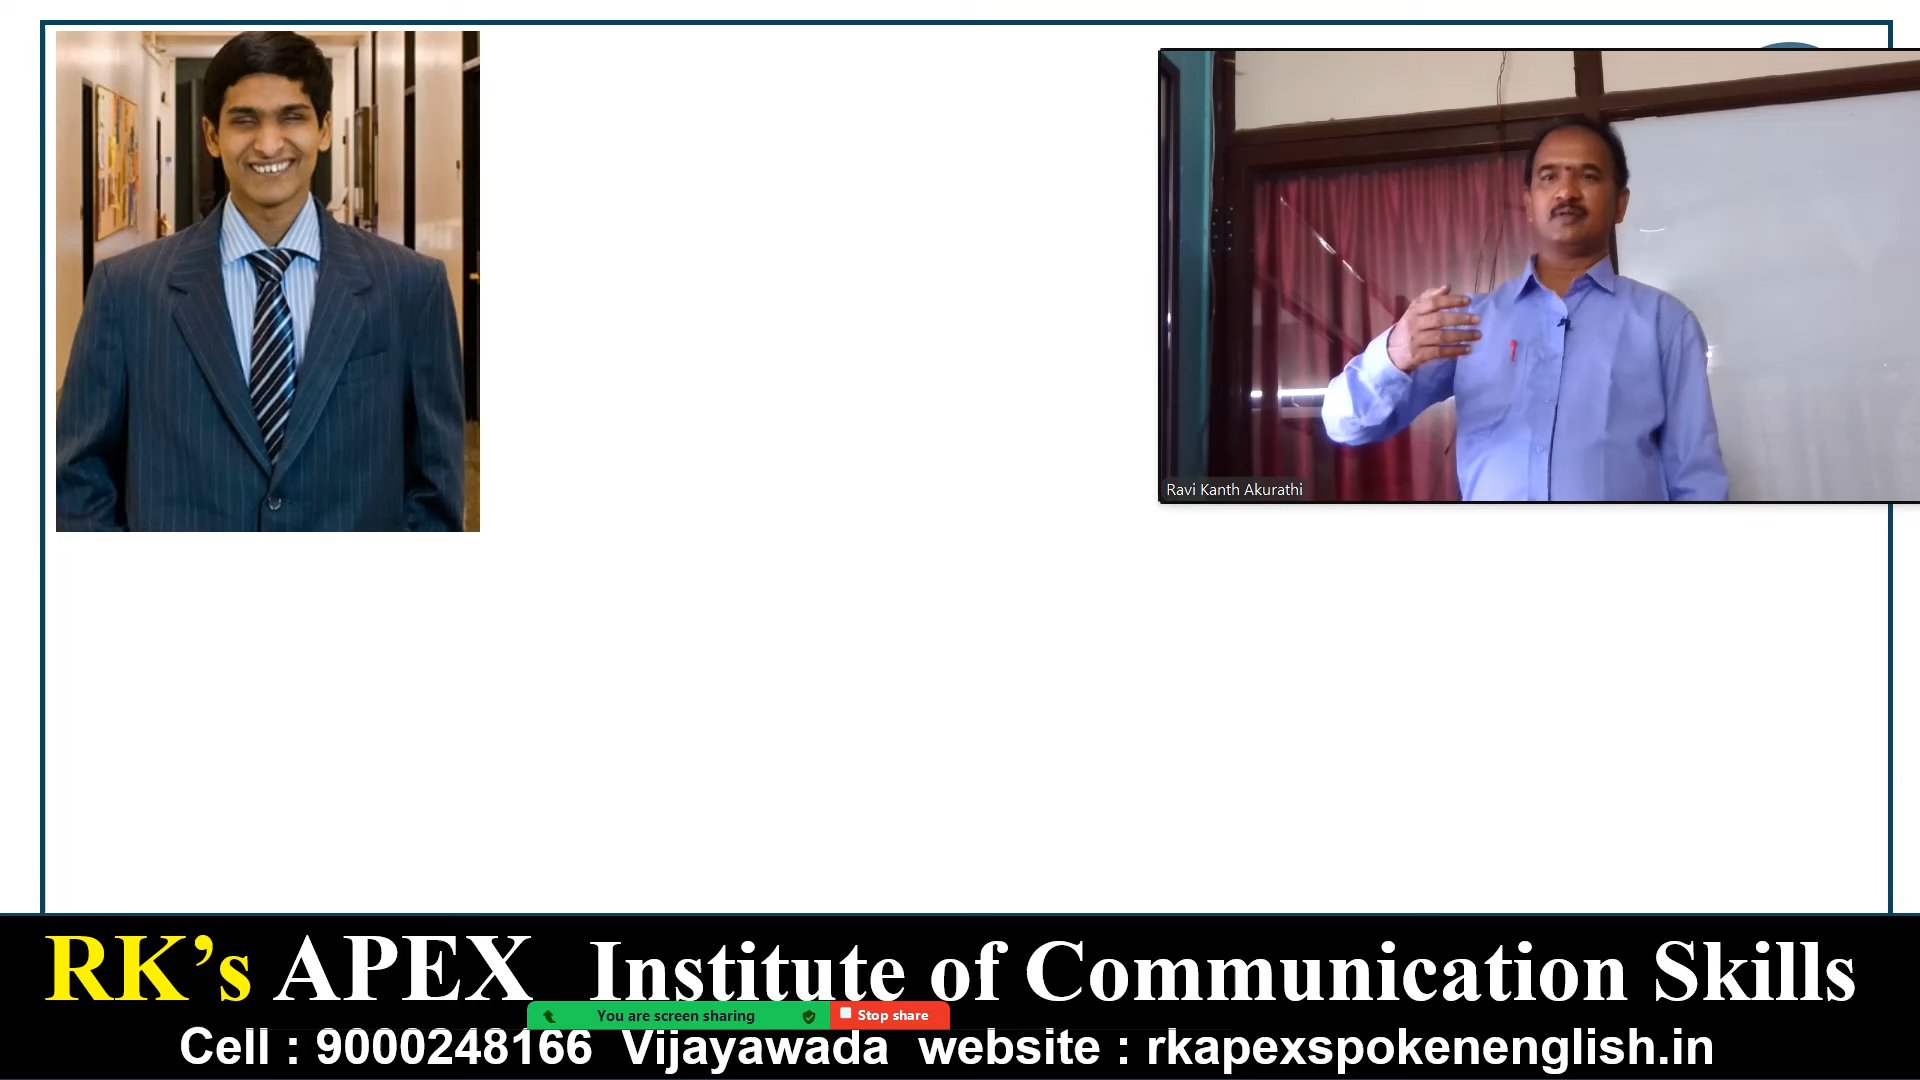 Ravi Kanth Akurathi
RK’s APEX Institute of Communication Skills
You are screen sharing Stop share
Cell : 9000248166 Vijayawada website : rkapexspokenenglish.in